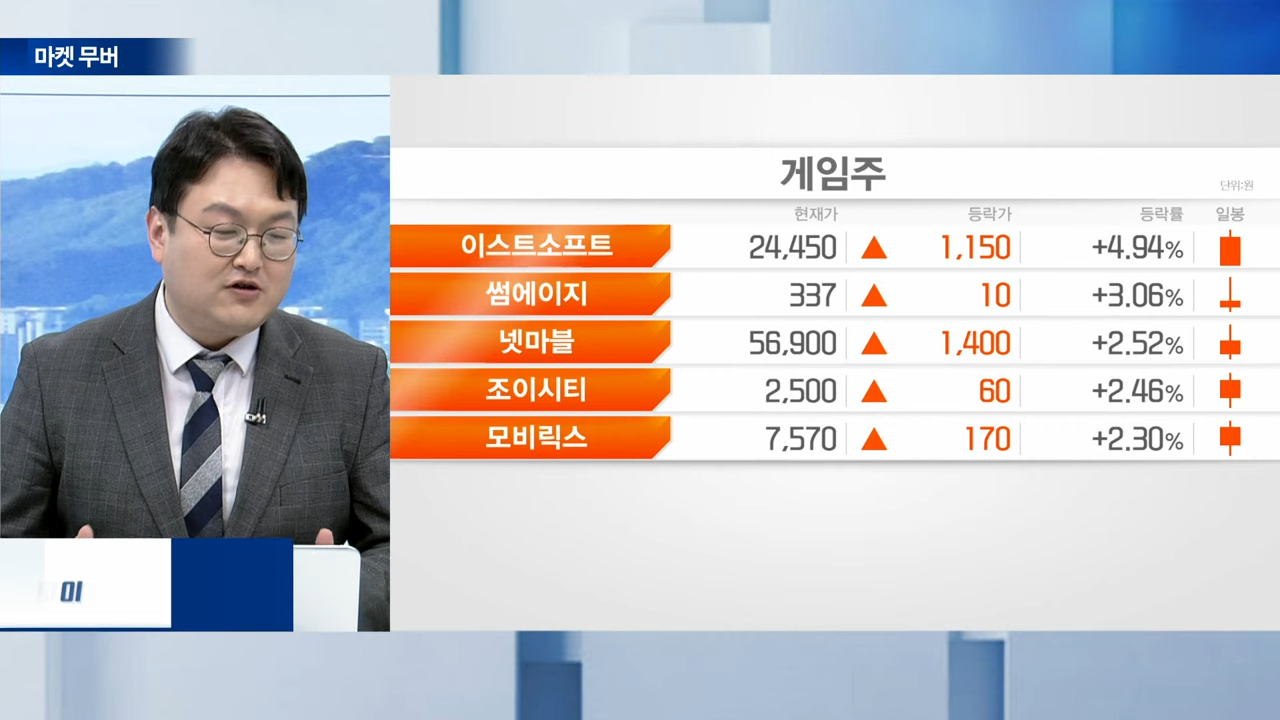 마켓 무버
게임주
단위:원
현재가 등락가 등락률 일봉
이스트소프트 24,450 ▲ 1,150 +4.94%
썸에이지 337 ▲ 10 +3.06%
넷마블 56,900 ▲ 1,400 +2.52%
조이시티 2,500 ▲ 60 +2.46%
모비릭스 7,570 ▲ 170 +2.30%